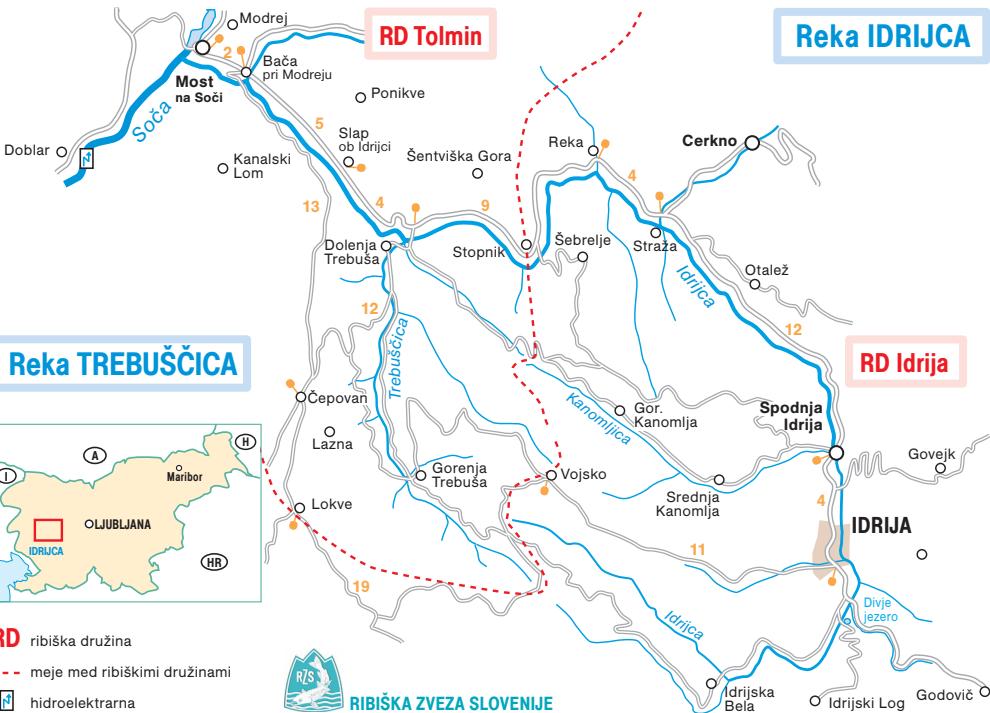 Modrej
RD Tolmin
Reka IDRIJCA
2
Bača
pri Modreju
Most
na Soči
Ponikve
Soča
5
Slap
ob Idrijci
Doblar
Kanalski
Lom
Šentviška Gora
Reka
Cerkno
4
13
4
9
Dolenja
Trebuša
Stopnik
Šebrelje
Straža
Idrijca
Otalež
12
12
Trebuščica
Reka TREBUŠČICA
RD Idrija
Čepovan
Kanomljica
Gor.
Kanomlja
Spodnja
Idrija
Lazna
Govejk
Gorenja
Trebuša
Vojsko
Srednja
Kanomlja
4
IDRIJA
Lokve
11
19
Idrijca
Divje
jezero
Idrijska
Bela
Idrijski Log
Godovič
A
H
I
Maribor
LJUBLJANA
IDRIJCA
HR
RD ribiška družina
meje med ribiškimi družinami
hidroelektrarna
RZS
RIBIŠKA ZVEZA SLOVENIJE